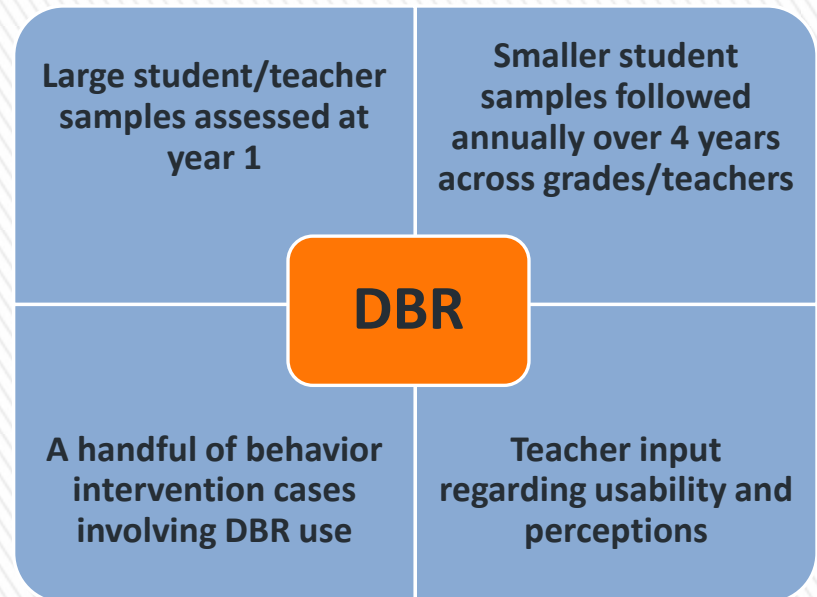 Large student/teacher
samples assessed at
year 1
Smaller student
samples followed
annually over 4 years
across grades/teachers
DBR
A handful of behavior
intervention cases
involving DBR use
Teacher input
regarding usability and
perceptions